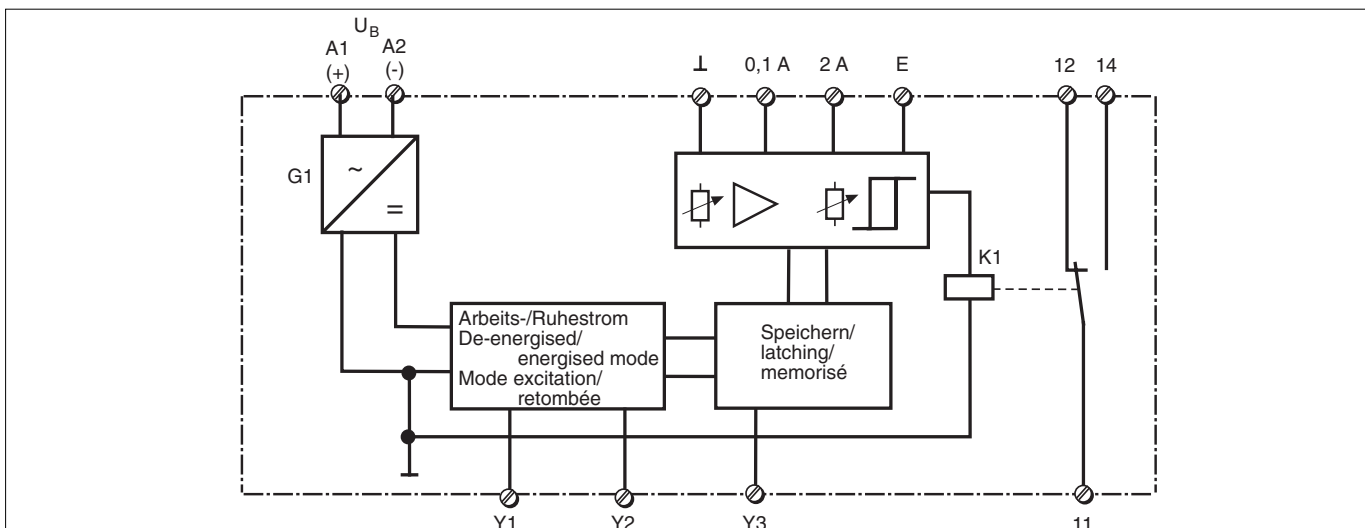 U_B
A1 A2
(+) (-)
⊥ 0,1 A 2 A E
12 14
G1
~
=
K1
Arbeits-/Ruhestrom
De-energised/
energised mode
Mode excitation/
retombée
Speichern/
latching/
memorisé
Y1 Y2 Y3 11